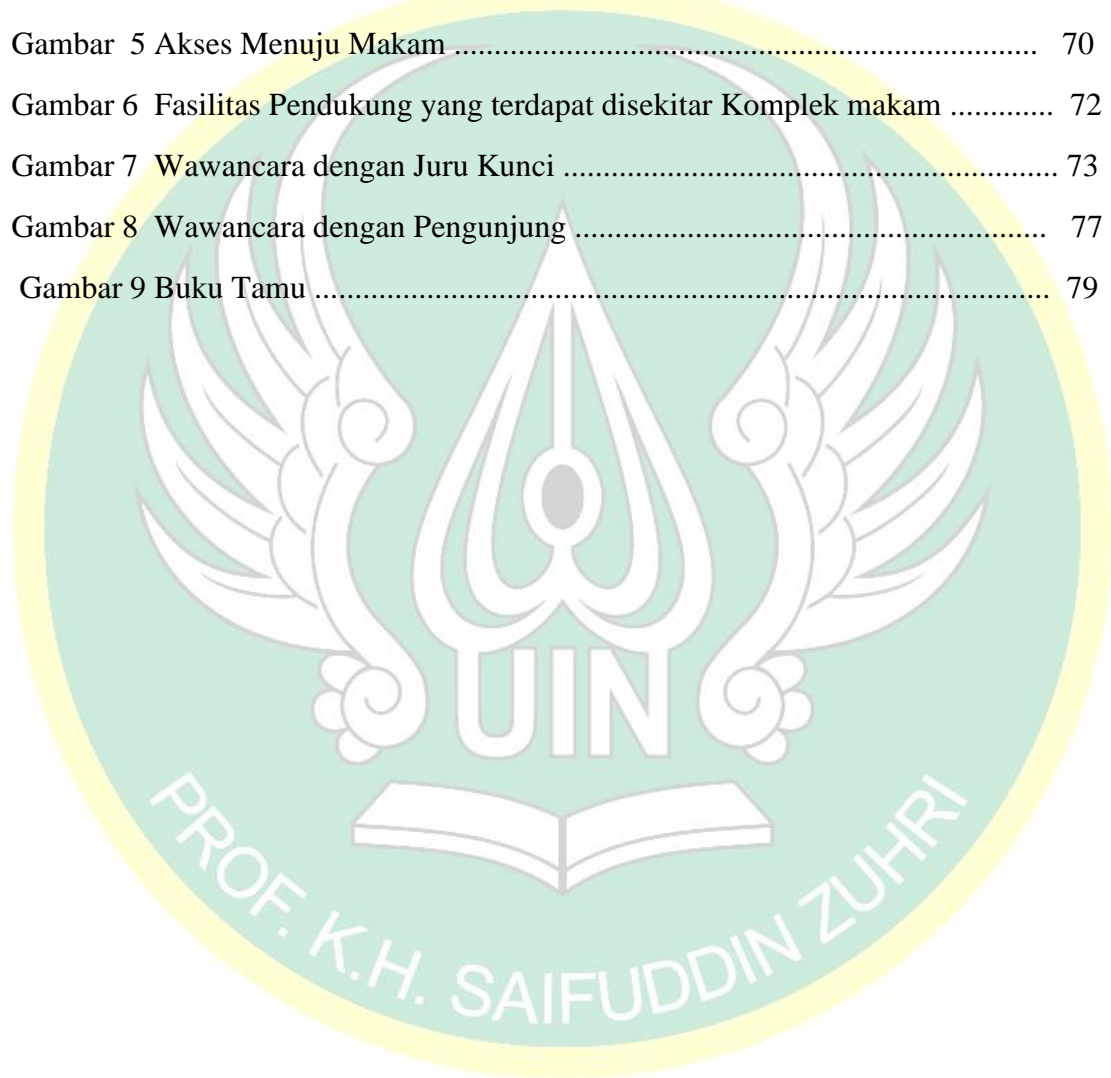 Gambar  5 Akses Menuju Makam ........................................................................ 70
Gambar 6  Fasilitas Pendukung yang terdapat disekitar Komplek makam ............. 72
Gambar 7  Wawancara dengan Juru Kunci ............................................................. 73
Gambar 8  Wawancara dengan Pengunjung .......................................................... 77
Gambar 9 Buku Tamu ........................................................................................... 79
UIN
PROF. K.H. SAIFUDDIN ZUHRI